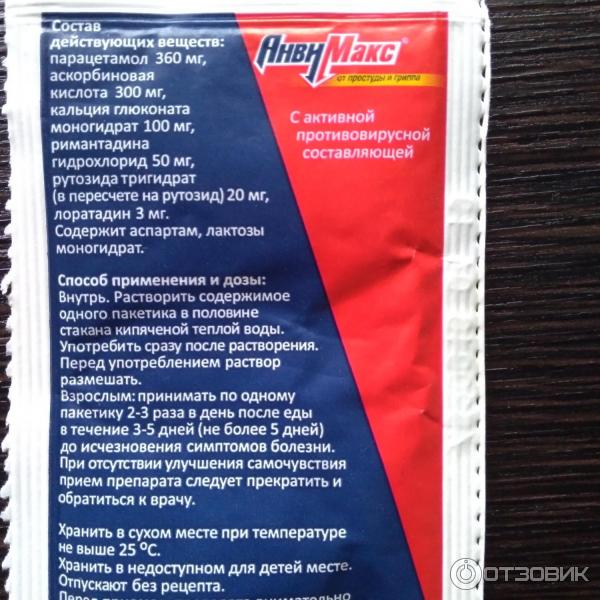 Состав
действующих веществ:
парацетамол 360 мг,
аскорбиновая
кислота 300 мг,
кальция глюконата
моногидрат 100 мг,
римантадина
гидрохлорид 50 мг,
рутозида тригидрат
(в пересчете на рутозид) 20 мг,
лоратадин 3 мг.
Содержит аспартам, лактозы
моногидрат.
АнвиМакс®
от простуды и гриппа
С активной
противовирусной
составляющей
Способ применения и дозы:
Внутрь. Растворить содержимое
одного пакетика в половине
стакана кипяченой теплой воды.
Употребить сразу после растворения.
Перед употреблением раствор
размешать.
Взрослым: принимать по одному
пакетику 2-3 раза в день после еды
в течение 3-5 дней (не более 5 дней)
до исчезновения симптомов болезни.
При отсутствии улучшения самочувствия
прием препарата следует прекратить и
обратиться к врачу.
Хранить в сухом месте при температуре
не выше 25 °С.
Хранить в недоступном для детей месте.
Отпускают без рецепта.
ОТЗОВИК